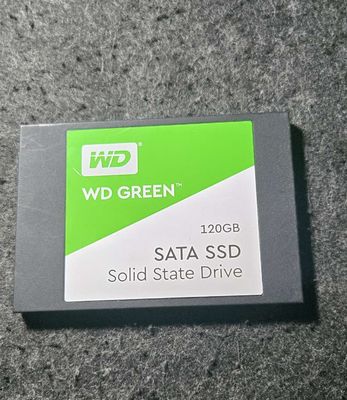 WD
WD GREEN™
120GB
SATA SSD
Solid State Drive